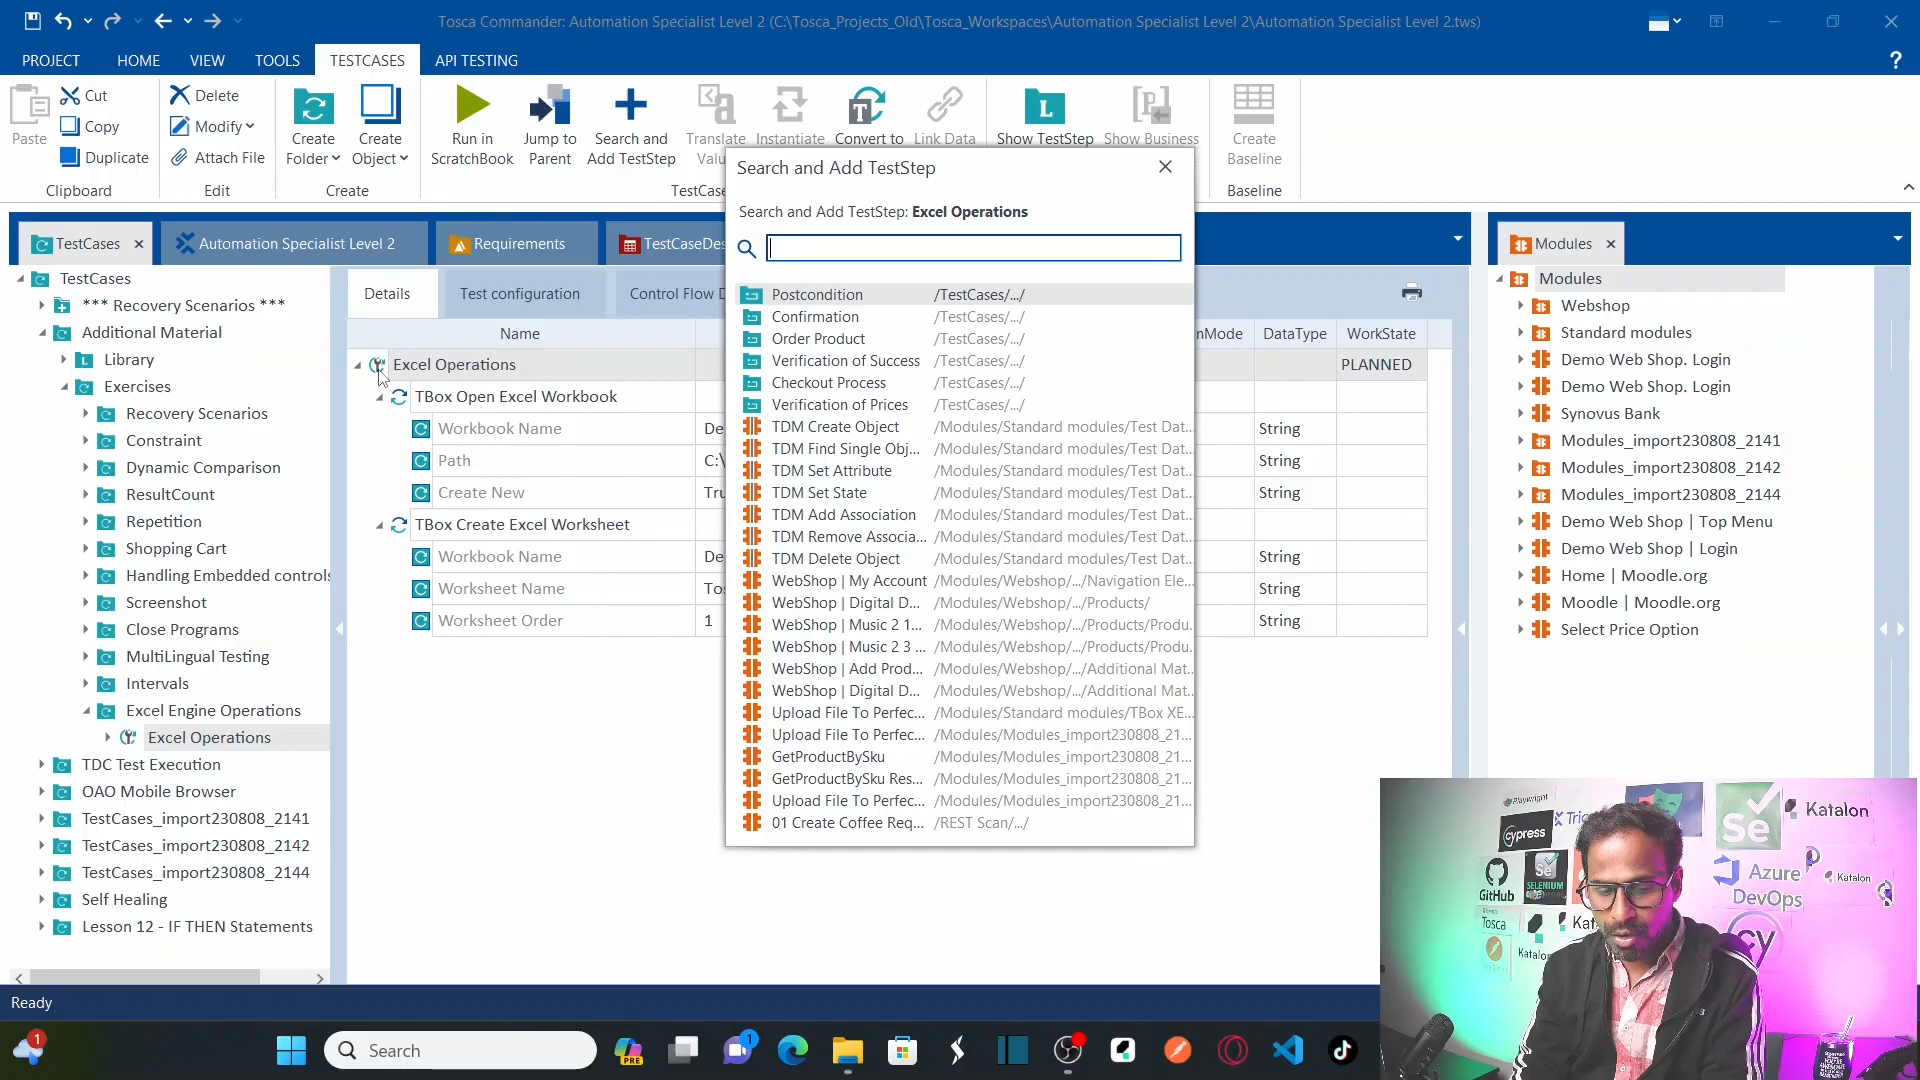 Tosca Commander: Automation Specialist Level 2 (C:\Tosca_Projects_Old\Tosca_Workspaces\Automation Specialist Level 2\Automation Specialist Level 2.tws)
PROJECT HOME VIEW TOOLS TESTCASES API TESTING ?
Paste Cut Copy Duplicate
Clipboard
Delete Modify Attach File
Edit
Create Folder Create Object
Create
Run in ScratchBook
Jump to Parent
Search and Add TestStep
Translate Valu
Instantiate
Convert to
Link Data
Show TestStep
Show Business
TestCase
Create Baseline
Baseline
TestCases
Automation Specialist Level 2
Requirements
TestCaseDes
Modules
TestCases
*** Recovery Scenarios ***
Additional Material
Library
Exercises
Recovery Scenarios
Constraint
Dynamic Comparison
ResultCount
Repetition
Shopping Cart
Handling Embedded controls
Screenshot
Close Programs
MultiLingual Testing
Intervals
Excel Engine Operations
Excel Operations
TDC Test Execution
OAO Mobile Browser
TestCases_import230808_2141
TestCases_import230808_2142
TestCases_import230808_2144
Self Healing
Lesson 12 - IF THEN Statements
Details Test configuration Control Flow D
Name nMode DataType WorkState
Excel Operations PLANNED
TBox Open Excel Workbook
Workbook Name De String
Path C:\ String
Create New Tru String
TBox Create Excel Worksheet
Workbook Name De String
Worksheet Name Tos String
Worksheet Order 1 String
Search and Add TestStep
Search and Add TestStep: Excel Operations
Postcondition /TestCases/.../
Confirmation /TestCases/.../
Order Product /TestCases/.../
Verification of Success /TestCases/.../
Checkout Process /TestCases/.../
Verification of Prices /TestCases/.../
TDM Create Object /Modules/Standard modules/Test Dat...
TDM Find Single Obj... /Modules/Standard modules/Test Dat...
TDM Set Attribute /Modules/Standard modules/Test Dat...
TDM Set State /Modules/Standard modules/Test Dat...
TDM Add Association /Modules/Standard modules/Test Dat...
TDM Remove Associa... /Modules/Standard modules/Test Dat...
TDM Delete Object /Modules/Standard modules/Test Dat...
WebShop | My Account /Modules/Webshop/.../Navigation Ele...
WebShop | Digital D... /Modules/Webshop/.../Products/
WebShop | Music 2 1... /Modules/Webshop/.../Products/Produ.
WebShop | Music 2 3 ... /Modules/Webshop/.../Products/Produ.
WebShop | Add Prod... /Modules/Webshop/.../Additional Mat...
WebShop | Digital D... /Modules/Webshop/.../Additional Mat...
Upload File To Perfec... /Modules/Standard modules/TBox XE...
Upload File To Perfec... /Modules/Modules_import230808_21...
GetProductBySku /Modules/Modules_import230808_21...
GetProductBySku Res... /Modules/Modules_import230808_21...
Upload File To Perfec... /Modules/Modules_import230808_21...
01 Create Coffee Req... /REST Scan/.../
Modules
Webshop
Standard modules
Demo Web Shop. Login
Demo Web Shop. Login
Synovus Bank
Modules_import230808_2141
Modules_import230808_2142
Modules_import230808_2144
Demo Web Shop | Top Menu
Demo Web Shop | Login
Home | Moodle.org
Moodle | Moodle.org
Select Price Option
Playwright
cypress
Tric
Se
Katalon
GitHub
Se
SELENIUM
Tosca
Kat
Katalon
Azure DevOps
Katalon
cy
Ready
1
Search
PRE
1